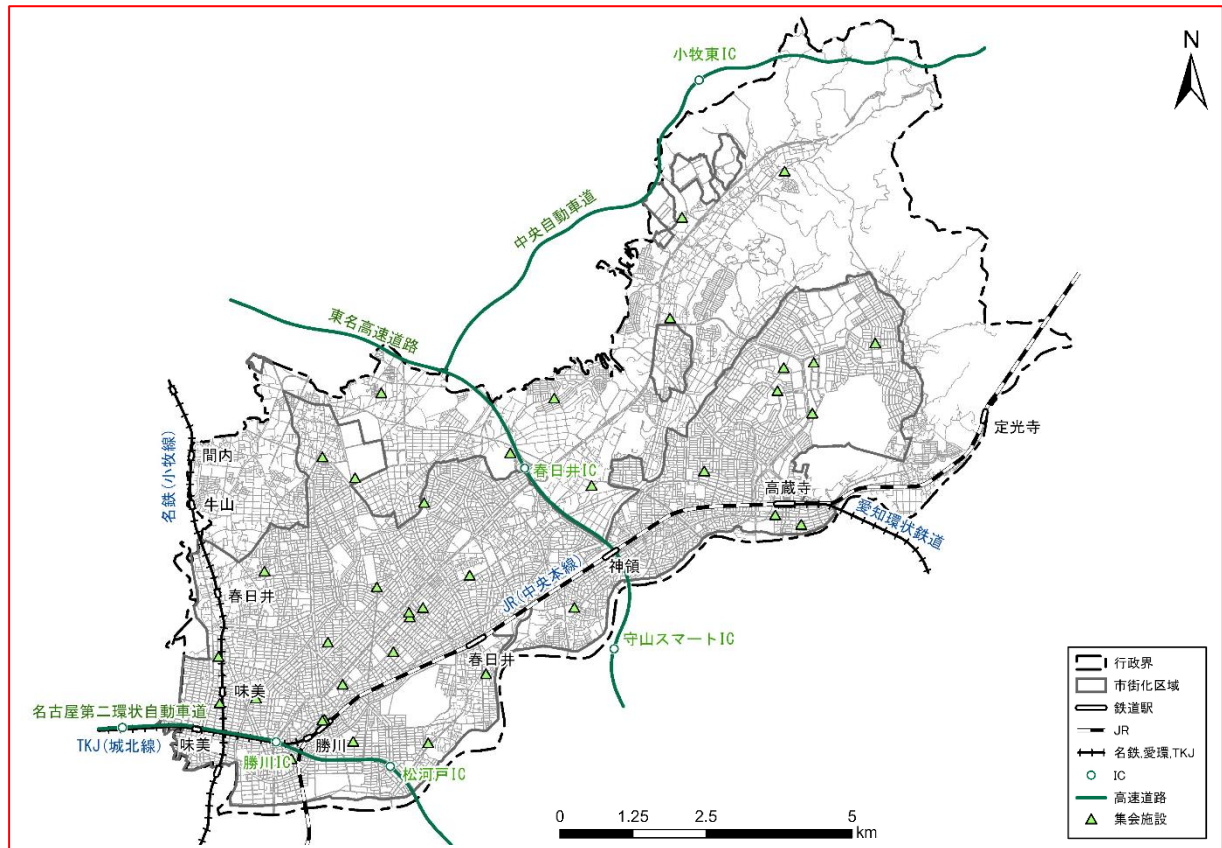 小牧東IC
N
中央自動車道
東名高速道路
名鉄(小牧線)
間内
牛山
春日井IC
定光寺
高蔵寺
愛知環状鉄道
春日井
神領
JR(中央本線)
守山スマートIC
春日井
味美
名古屋第二環状自動車道
TKJ(城北線)
味美
勝川
勝川IC
松河戸IC
0 1.25 2.5 5
km
行政界
市街化区域
鉄道駅
JR
名鉄,愛環,TKJ
IC
高速道路
集会施設